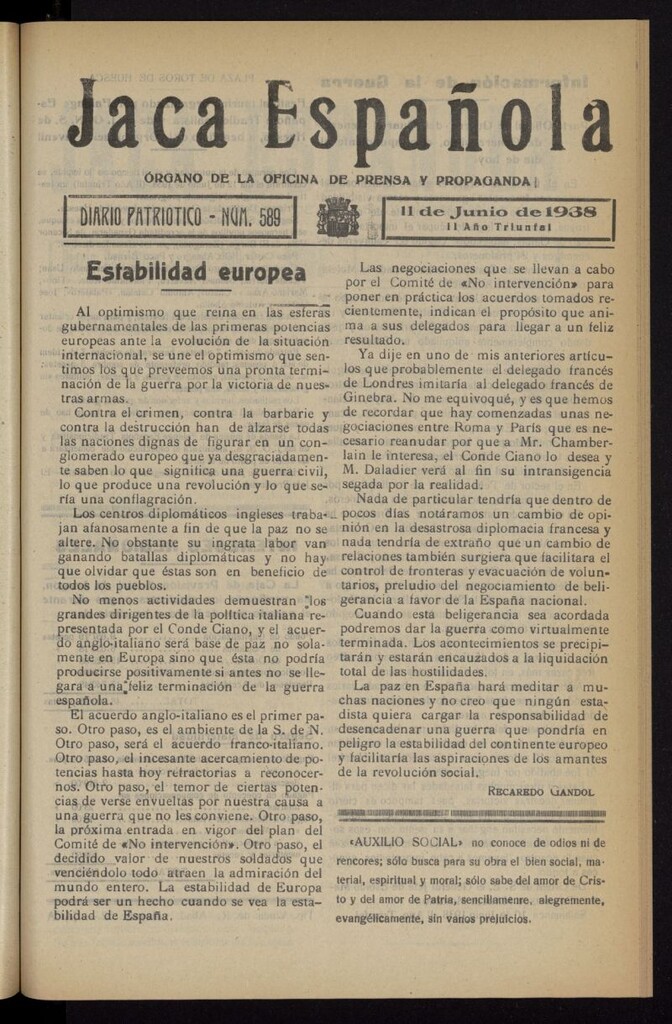 Jaca Española
ÓRGANO DE LA OFICINA DE PRENSA Y PROPAGANDA
DIARIO PATRIOTICO - NÚM. 589
11 de Junio de 1938
II Año Triunfal
Estabilidad europea
Al optimismo que reina en las esferas
gubernamentales de las primeras potencias
europeas ante la evolución de la situación
internacional, se une el optimismo que sen-
timos los que preveemos una pronta termi-
nación de la guerra por la victoria de nues-
tras armas.
Contra el crimen, contra la barbarie y
contra la destrucción han de alzarse todas
las naciones dignas de figurar en un con-
glomerado europeo que ya desgraciadamen-
te saben lo que significa una guerra civil,
lo que produce una revolución y lo que se-
ría una conflagración.
Los centros diplomáticos ingleses traba-
jan afanosamente a fin de que la paz no se
altere. No obstante su ingrata labor van
ganando batallas diplomáticas y no hay
que olvidar que éstas son en beneficio de
todos los pueblos.
No menos actividades demuestran los
grandes dirigentes de la política italiana re-
presentada por el Conde Ciano, y el acuer-
do anglo-italiano será base de paz no sola-
mente en Europa sino que ésta no podría
producirse positivamente si antes no se lle-
gara a una feliz terminación de la guerra
española.
El acuerdo anglo-italiano es el primer pa-
so. Otro paso, es el ambiente de la S. de N.
Otro paso, será el acuerdo franco-italiano.
Otro paso, el incesante acercamiento de po-
tencias hasta hoy refractorias a reconocer-
nos. Otro paso, el temor de ciertas poten-
cias de verse envueltas por nuestra causa a
una guerra que no les conviene. Otro paso,
la próxima entrada en vigor del plan del
Comité de «No intervención». Otro paso, el
decidido valor de nuestros soldados que
venciéndolo todo atraen la admiración del
mundo entero. La estabilidad de Europa
podrá ser un hecho cuando se vea la esta-
bilidad de España.
Las negociaciones que se llevan a cabo
por el Comité de «No intervención» para
poner en práctica los acuerdos tomados re-
cientemente, indican el propósito que ani-
ma a sus delegados para llegar a un feliz
resultado.
Ya dije en uno de mis anteriores artícu-
los que probablemente el delegado francés
de Londres imitaría al delegado francés de
Ginebra. No me equivoqué, y es que hemos
de recordar que hay comenzadas unas ne-
gociaciones entre Roma y París que es ne-
cesario reanudar por que a Mr. Chamber-
lain le interesa, el Conde Ciano lo desea y
M. Daladier verá al fin su intransigencia
segada por la realidad.
Nada de particular tendría que dentro de
pocos días notáramos un cambio de opi-
nión en la desastrosa diplomacia francesa y
nada tendría de extraño que un cambio de
relaciones también surgiera que facilitara el
control de fronteras y evacuación de volun-
tarios, preludio del negociamiento de beli-
gerancia a favor de la España nacional.
Cuando esta beligerancia sea acordada
podremos dar la guerra como virtualmente
terminada. Los acontecimientos se precipi-
tarán y estarán encauzados a la liquidación
total de las hostilidades.
La paz en España hará meditar a mu-
chas naciones y no creo que ningún esta-
dista quiera cargar la responsabilidad de
desencadenar una guerra que pondría en
peligro la estabilidad del continente europeo
y facilitaría las aspiraciones de los amantes
de la revolución social.
RECAREDO GANDOL
«AUXILIO SOCIAL» no conoce de odios ni de
rencores; sólo busca para su obra el bien social, ma-
terial, espiritual y moral; sólo sabe del amor de Cris-
to y del amor de Patria, sencillamenre, alegremente,
evangélicamente, sin varios prejuicios.